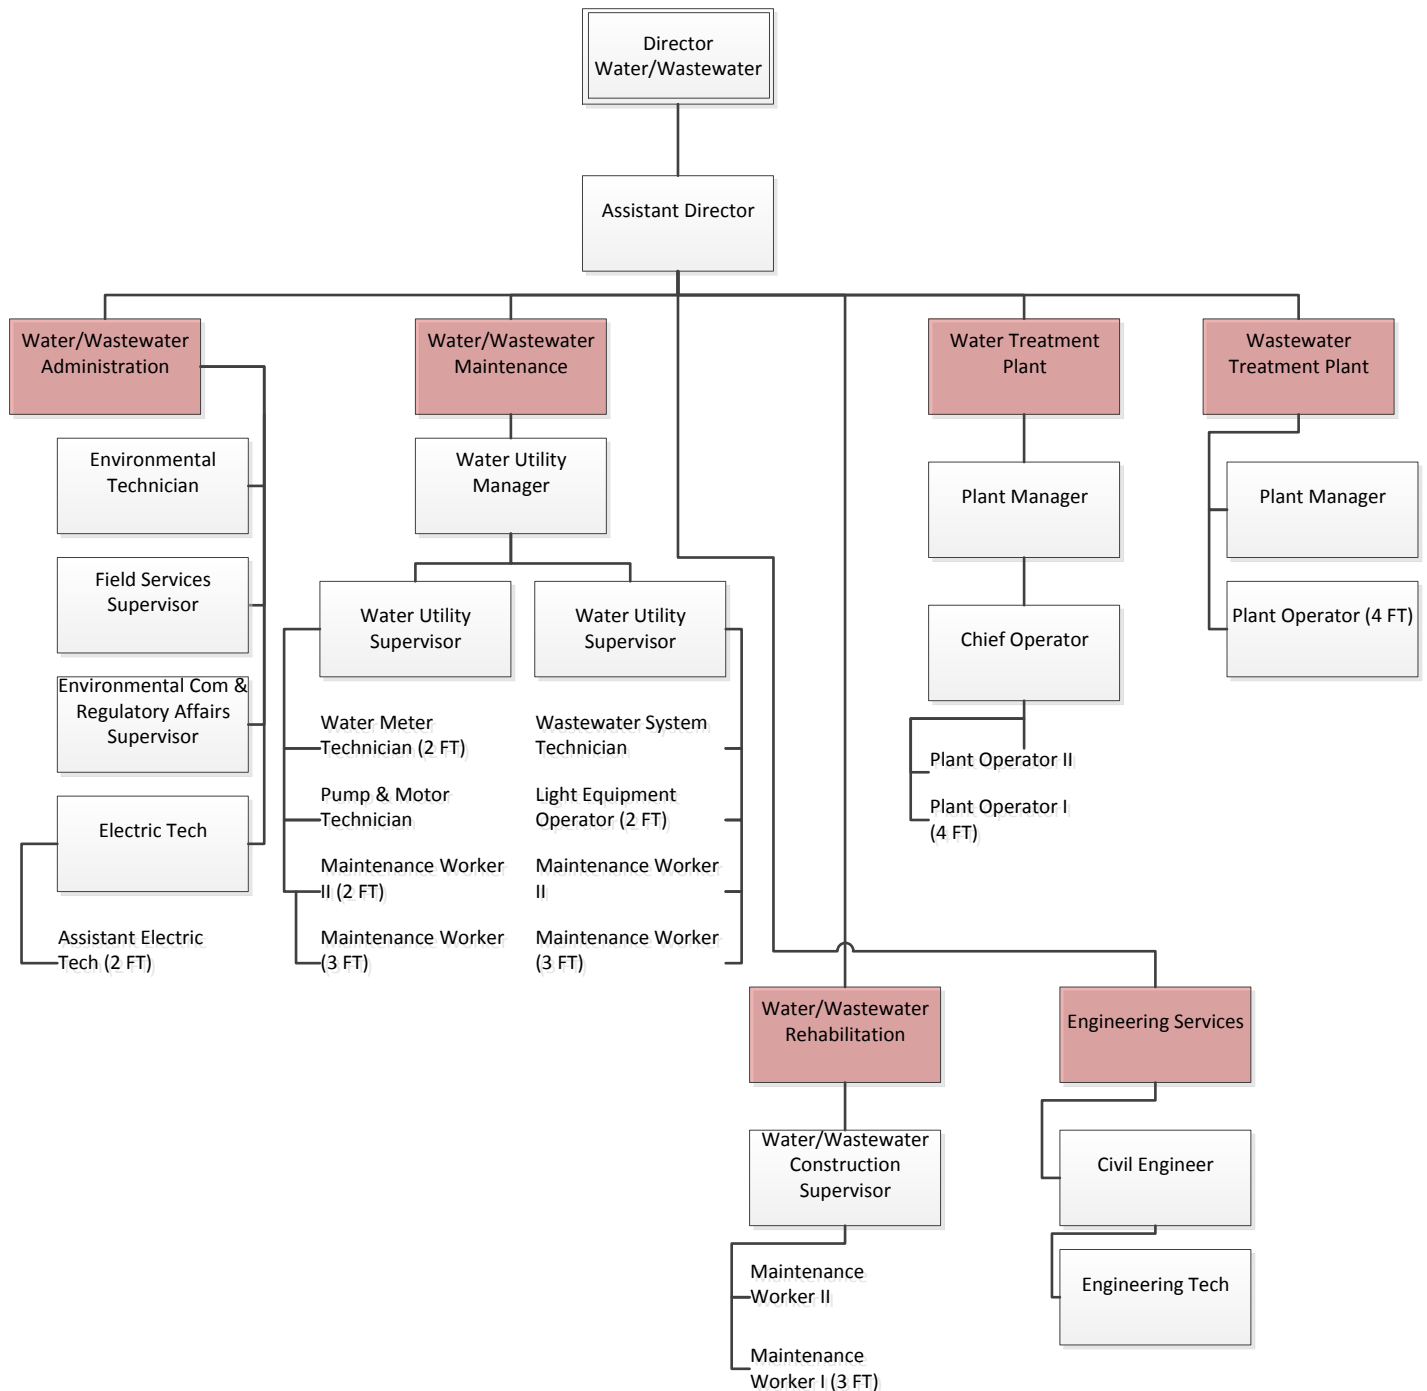 Director
Water/Wastewater
Assistant Director
Water/Wastewater
Administration
Water/Wastewater
Maintenance
Water Treatment
Plant
Wastewater
Treatment Plant
Environmental
Technician
Field Services
Supervisor
Environmental Com &
Regulatory Affairs
Supervisor
Electric Tech
Assistant Electric
Tech (2 FT)
Water Utility
Manager
Water Utility
Supervisor
Water Meter
Technician (2 FT)
Pump & Motor
Technician
Maintenance Worker
II (2 FT)
Maintenance Worker
(3 FT)
Water Utility
Supervisor
Wastewater System
Technician
Light Equipment
Operator (2 FT)
Maintenance Worker
II
Maintenance Worker
(3 FT)
Plant Manager
Chief Operator
Plant Operator II
Plant Operator I
(4 FT)
Plant Manager
Plant Operator (4 FT)
Water/Wastewater
Rehabilitation
Water/Wastewater
Construction
Supervisor
Maintenance
Worker II
Maintenance
Worker I (3 FT)
Engineering Services
Civil Engineer
Engineering Tech